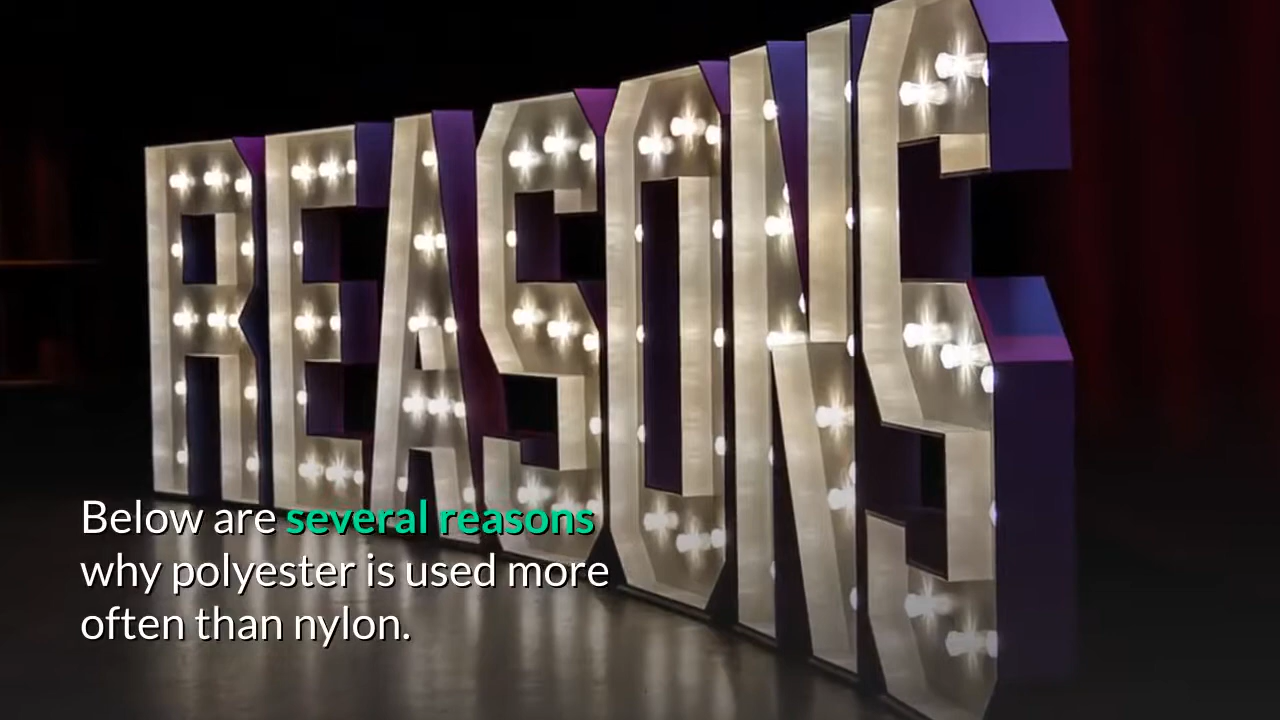 REASONS
Below are several reasons
why polyester is used more
often than nylon.